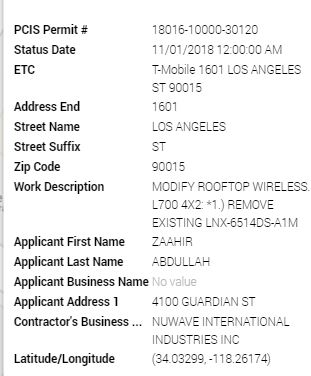 PCIS Permit # 18016-10000-30120
Status Date 11/01/2018 12:00:00 AM
ETC T-Mobile 1601 LOS ANGELES
ST 90015
Address End 1601
Street Name LOS ANGELES
Street Suffix ST
Zip Code 90015
Work Description MODIFY ROOFTOP WIRELESS.
L700 4X2: *1.) REMOVE
EXISTING LNX-6514DS-A1M
Applicant First Name ZAAHIR
Applicant Last Name ABDULLAH
Applicant Business Name No value
Applicant Address 1 4100 GUARDIAN ST
Contractor's Business ... NUWAVE INTERNATIONAL
INDUSTRIES INC
Latitude/Longitude (34.03299, -118.26174)